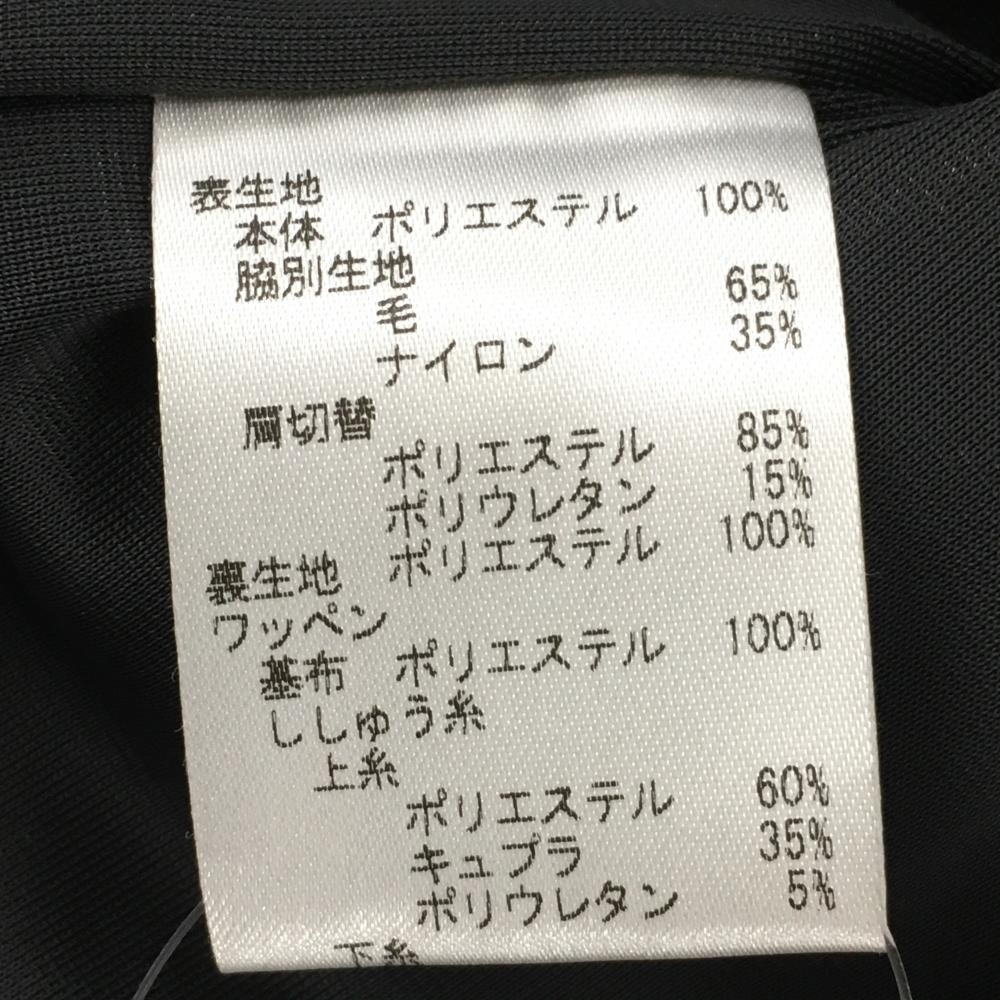 表生地
本体 ポリエステル 100%
脇別生地
毛 65%
ナイロン 35%
肩切替
ポリエステル 85%
ポリウレタン 15%
裏生地 ポリエステル 100%
ワッペン
基布 ポリエステル 100%
ししゅう糸
上糸
ポリエステル 60%
キュプラ 35%
ポリウレタン 5%
下糸